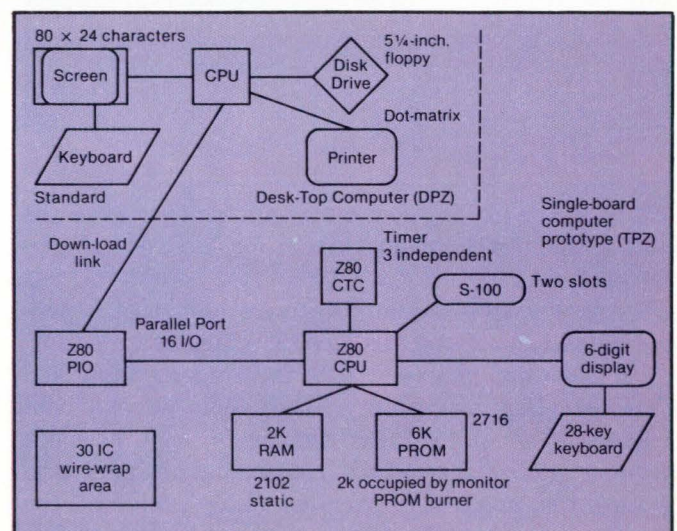 80 × 24 characters
Screen
CPU
Disk
Drive
5¼-inch.
floppy
Keyboard
Standard
Dot-matrix
Printer
Desk-Top Computer (DPZ)
Single-board
computer
prototype (TPZ)
Down-load
link
Timer
3 independent
Z80
CTC
S-100
Two slots
Z80
PIO
Parallel Port
16 I/O
Z80
CPU
6-digit
display
28-key
keyboard
30 IC
wire-wrap
area
2K
RAM
2102
static
6K
PROM
2716
2k occupied by monitor
PROM burner